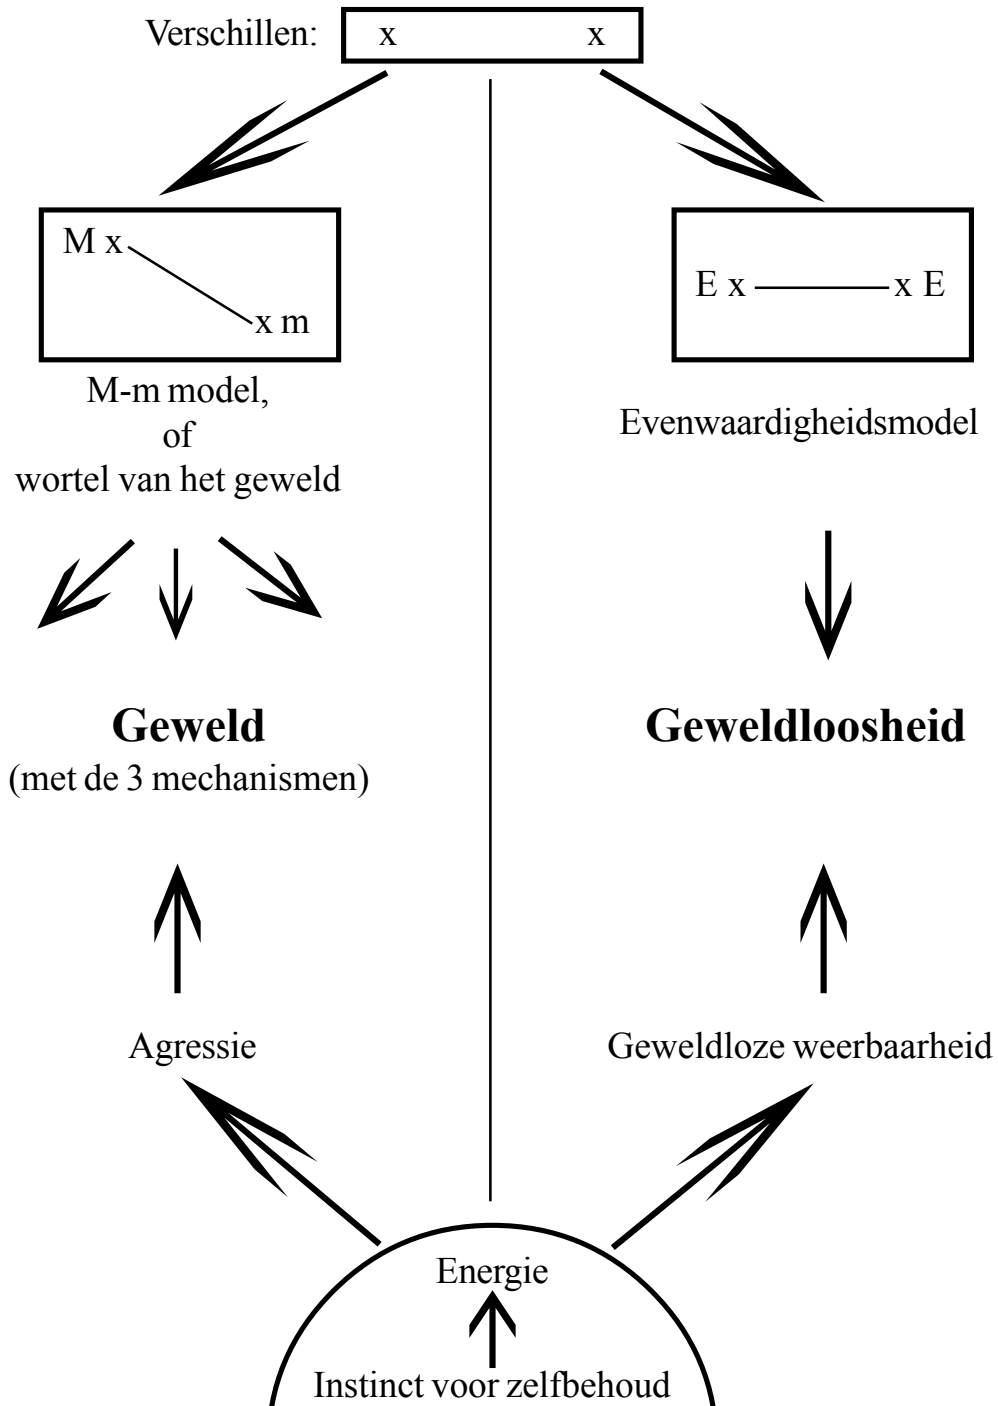 Verschillen: x x
M x
x m
E x x E
M-m model,
of
wortel van het geweld
Evenwaardigheidsmodel
Geweld
(met de 3 mechanismen)
Geweldloosheid
Agressie
Geweldloze weerbaarheid
Energie
Instinct voor zelfbehoud